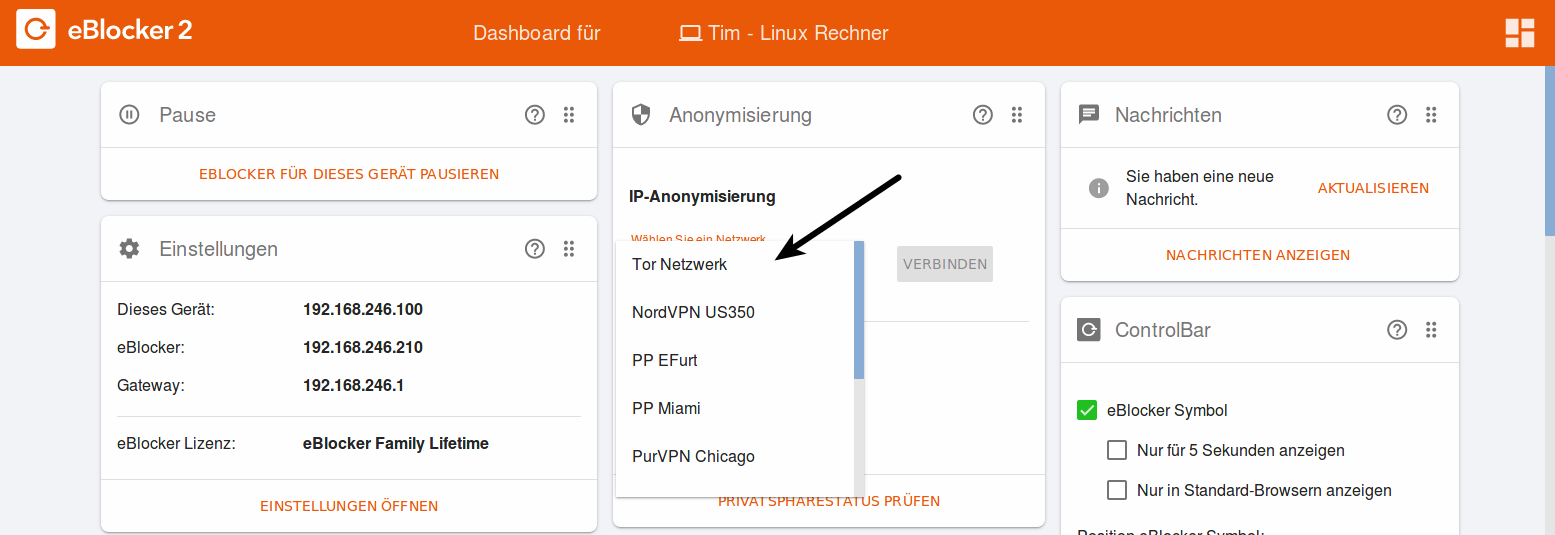 eBlocker 2
Dashboard für
Tim - Linux Rechner
Pause
EBLOCKER FÜR DIESES GERÄT PAUSIEREN
Einstellungen
Dieses Gerät: 192.168.246.100
eBlocker: 192.168.246.210
Gateway: 192.168.246.1
eBlocker Lizenz: eBlocker Family Lifetime
EINSTELLUNGEN ÖFFNEN
Anonymisierung
IP-Anonymisierung
Wählen Sie ein Netzwerk
Tor Netzwerk
NordVPN US350
PP EFurt
PP Miami
PurVPN Chicago
VERBINDEN
PRIVATSPHÄRESTATUS PRÜFEN
Nachrichten
Sie haben eine neue
Nachricht.
AKTUALISIEREN
NACHRICHTEN ANZEIGEN
ControlBar
eBlocker Symbol
Nur für 5 Sekunden anzeigen
Nur in Standard-Browsern anzeigen
Position eBlocker Symbol: